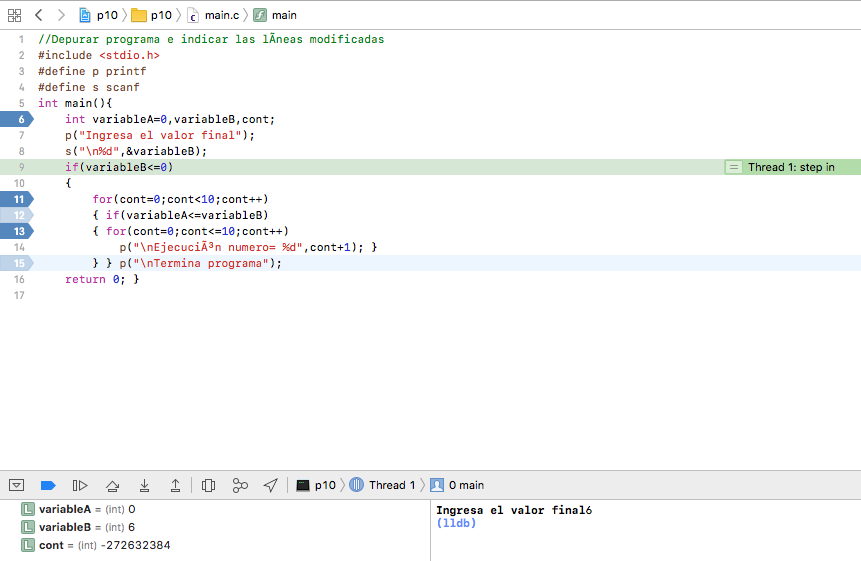 p10 p10 main.c main
1 //Depurar programa e indicar las lÃneas modificadas
2 #include <stdio.h>
3 #define p printf
4 #define s scanf
5 int main(){
6 int variableA=0,variableB,cont;
7 p("Ingresa el valor final");
8 s("\n%d",&variableB);
9 if(variableB<=0) = Thread 1: step in
10 {
11 for(cont=0;cont<10;cont++)
12 { if(variableA<=variableB)
13 { for(cont=0;cont<=10;cont++)
14 p("\nEjecuciÃ³n numero= %d",cont+1); }
15 } } p("\nTermina programa");
16 return 0; }
17
p10 Thread 1 0 main
L variableA = (int) 0
L variableB = (int) 6
L cont = (int) -272632384
Ingresa el valor final6
(lldb)